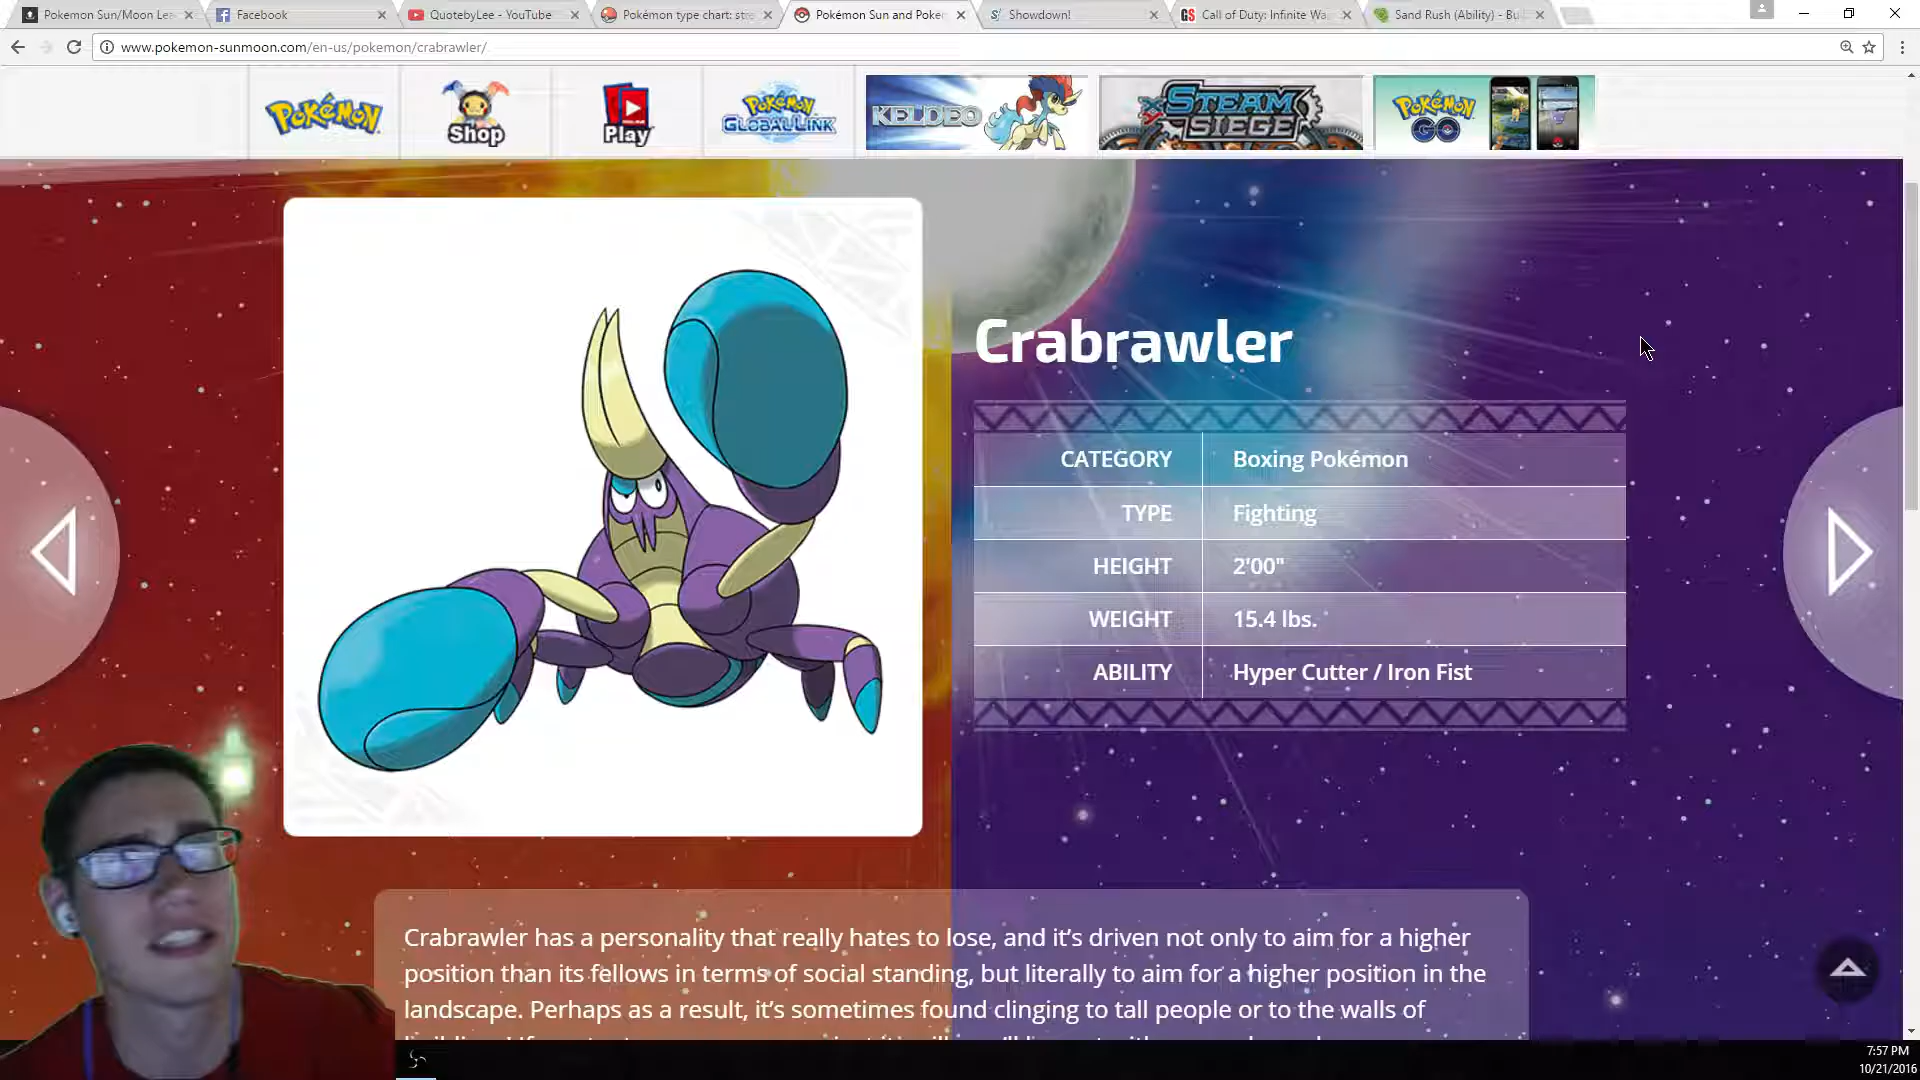 Pokemon Sun/Moon Le
Facebook
QuotebyLee - YouTube
Pokémon type chart: str
Pokémon Sun and Poke
Showdown!
Call of Duty: Infinite Wa
Sand Rush (Ability) - Bu
www.pokemon-sunmoon.com/en-us/pokemon/crabrawler/
Pokémon
Shop
Play
Pokémon GLOBAL LINK
KELDEO
XY STEAM SIEGE
Pokémon GO
Crabrawler
CATEGORY Boxing Pokémon
TYPE Fighting
HEIGHT 2'00"
WEIGHT 15.4 lbs.
ABILITY Hyper Cutter / Iron Fist
Crabrawler has a personality that really hates to lose, and it's driven not only to aim for a higher
position than its fellows in terms of social standing, but literally to aim for a higher position in the
landscape. Perhaps as a result, it's sometimes found clinging to tall people or to the walls of
7:57 PM
10/21/2016